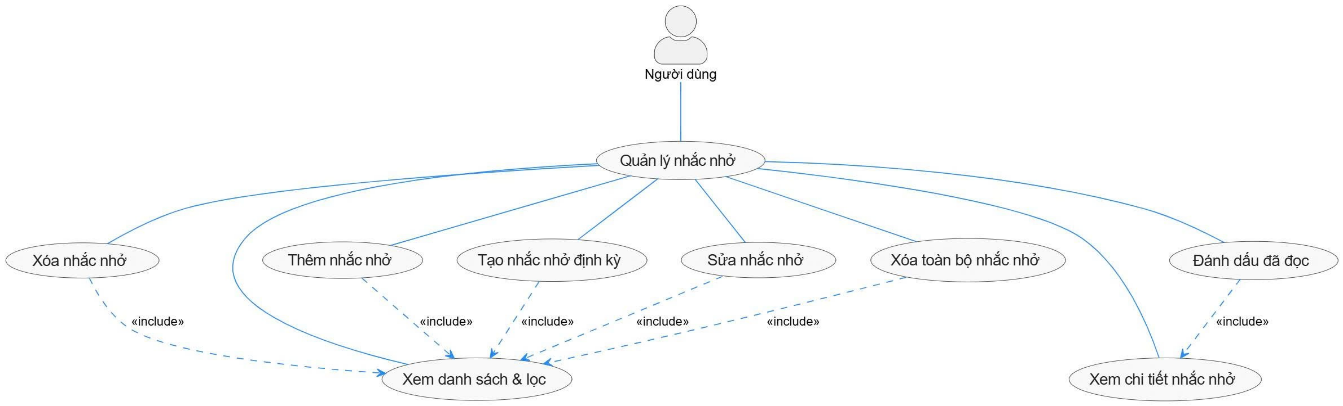 Người dùng
Quản lý nhắc nhở
Xóa nhắc nhở
Thêm nhắc nhở
Tạo nhắc nhở định kỳ
Sửa nhắc nhở
Xóa toàn bộ nhắc nhở
Đánh dấu đã đọc
«include»
«include»
«include»
«include»
«include»
«include»
Xem danh sách & lọc
Xem chi tiết nhắc nhở